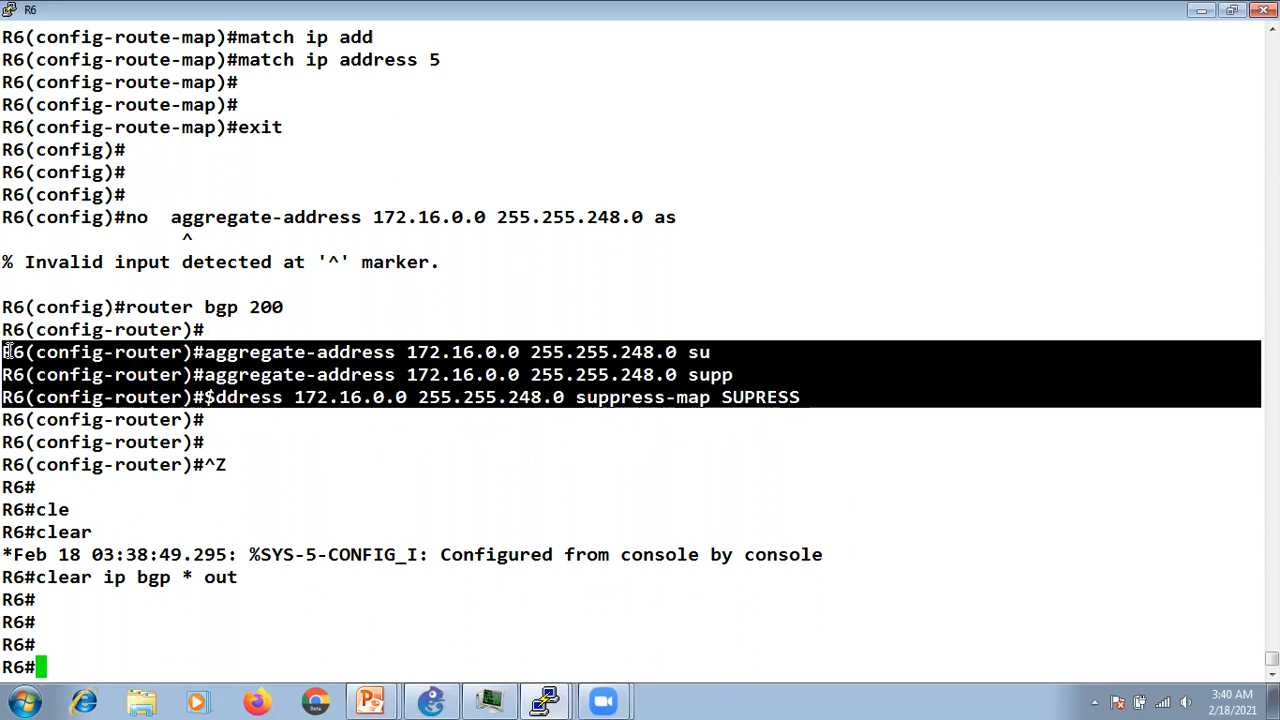 R6
R6(config-route-map)#match ip add
R6(config-route-map)#match ip address 5
R6(config-route-map)#
R6(config-route-map)#
R6(config-route-map)#exit
R6(config)#
R6(config)#
R6(config)#
R6(config)#no  aggregate-address 172.16.0.0 255.255.248.0 as
^
% Invalid input detected at '^' marker.
R6(config)#router bgp 200
R6(config-router)#
R6(config-router)#aggregate-address 172.16.0.0 255.255.248.0 su
R6(config-router)#aggregate-address 172.16.0.0 255.255.248.0 supp
R6(config-router)#$ddress 172.16.0.0 255.255.248.0 suppress-map SUPRESS
R6(config-router)#
R6(config-router)#
R6(config-router)#^Z
R6#
R6#cle
R6#clear
*Feb 18 03:38:49.295: %SYS-5-CONFIG_I: Configured from console by console
R6#clear ip bgp * out
R6#
R6#
R6#
R6#
Beta
3:40 AM
2/18/2021